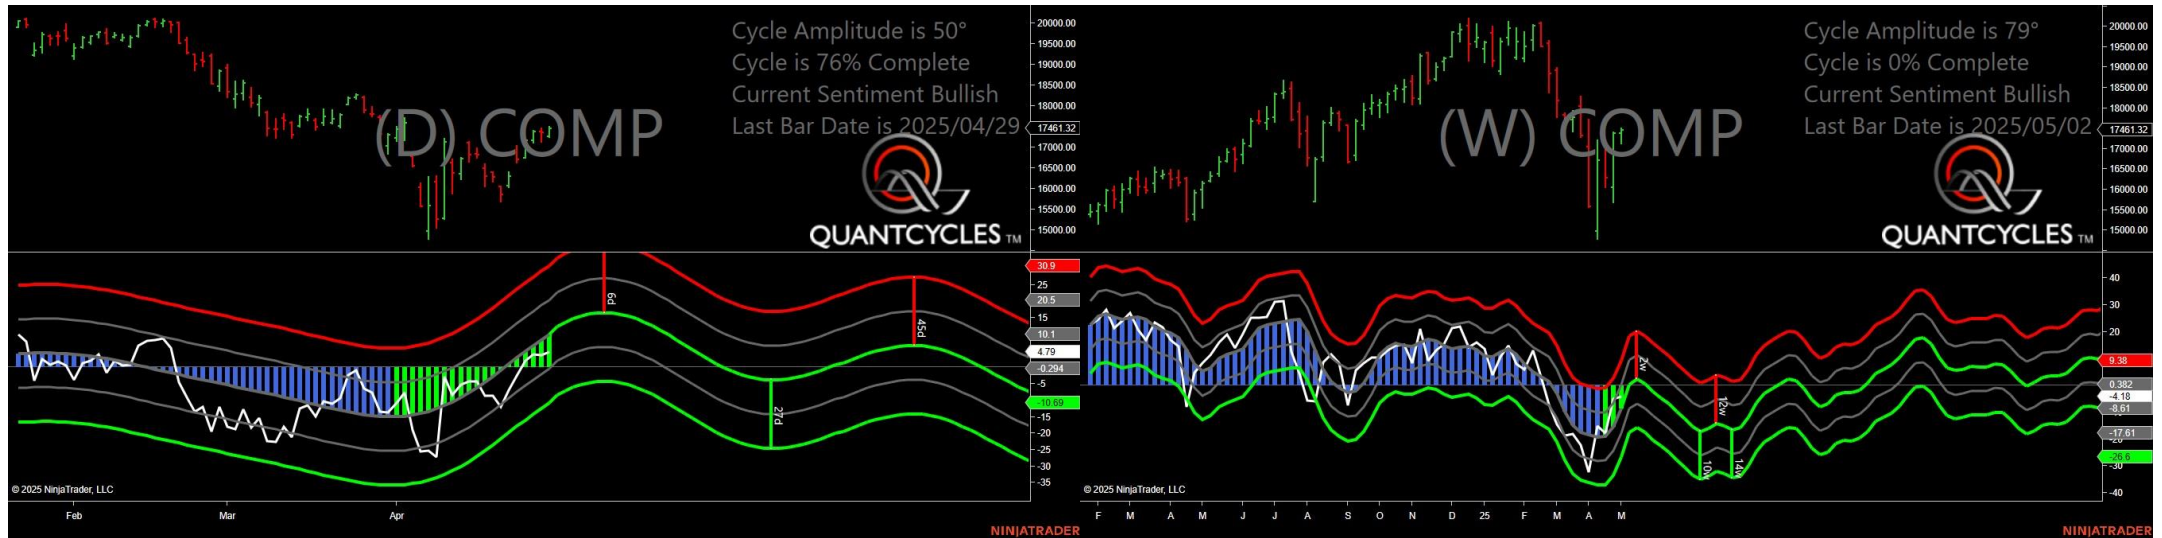 Cycle Amplitude is 50°
Cycle is 76% Complete
Current Sentiment Bullish
Last Bar Date is 2025/04/29
(D) COMP
QUANTCYCLES TM
20000.00
19500.00
19000.00
18500.00
18000.00
17461.32
17000.00
16500.00
16000.00
15500.00
15000.00
30.9
25
20.5
15
10.1
4.79
-0.294
-5
-10.69
-15
-20
-25
-30
-35
6d
45d
27d
© 2025 NinjaTrader, LLC
Feb Mar Apr
NINJATRADER
Cycle Amplitude is 79°
Cycle is 0% Complete
Current Sentiment Bullish
Last Bar Date is 2025/05/02
(W) COMP
QUANTCYCLES TM
20000.00
19500.00
19000.00
18500.00
18000.00
17461.32
17000.00
16500.00
16000.00
15500.00
15000.00
40
30
20
9.38
0.382
-4.18
-8.61
-17.61
-26.6
-30
-40
2w
12w
10w
14w
© 2025 NinjaTrader, LLC
F M A M J J A S O N D 25 F M A M
NINJATRADER